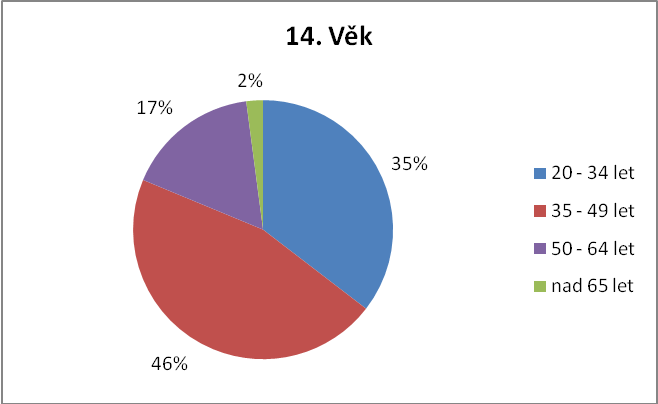 14. Věk
2%
17%
35%
46%
20 - 34 let
35 - 49 let
50 - 64 let
nad 65 let